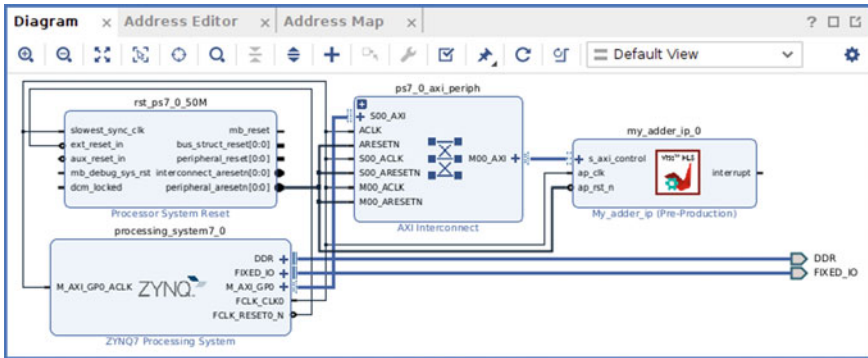 Diagram × Address Editor × Address Map × ?
Default View
rst_ps7_0_50M
slowest_sync_clk mb_reset
ext_reset_in bus_struct_reset[0:0]
aux_reset_in peripheral_reset[0:0]
mb_debug_sys_rst interconnect_aresetn[0:0]
dcm_locked peripheral_aresetn[0:0]
Processor System Reset
ps7_0_axi_periph
S00_AXI
ACLK
ARESETN
S00_ACLK M00_AXI
S00_ARESETN
M00_ACLK
M00_ARESETN
AXI Interconnect
my_adder_ip_0
s_axi_control
ap_clk interrupt
ap_rst_n
Vitis™ HLS
My_adder_ip (Pre-Production)
processing_system7_0
DDR
FIXED_IO
M_AXI_GP0_ACLK ZYNQ M_AXI_GP0
FCLK_CLK0
FCLK_RESET0_N
ZYNQ7 Processing System
DDR
FIXED_IO